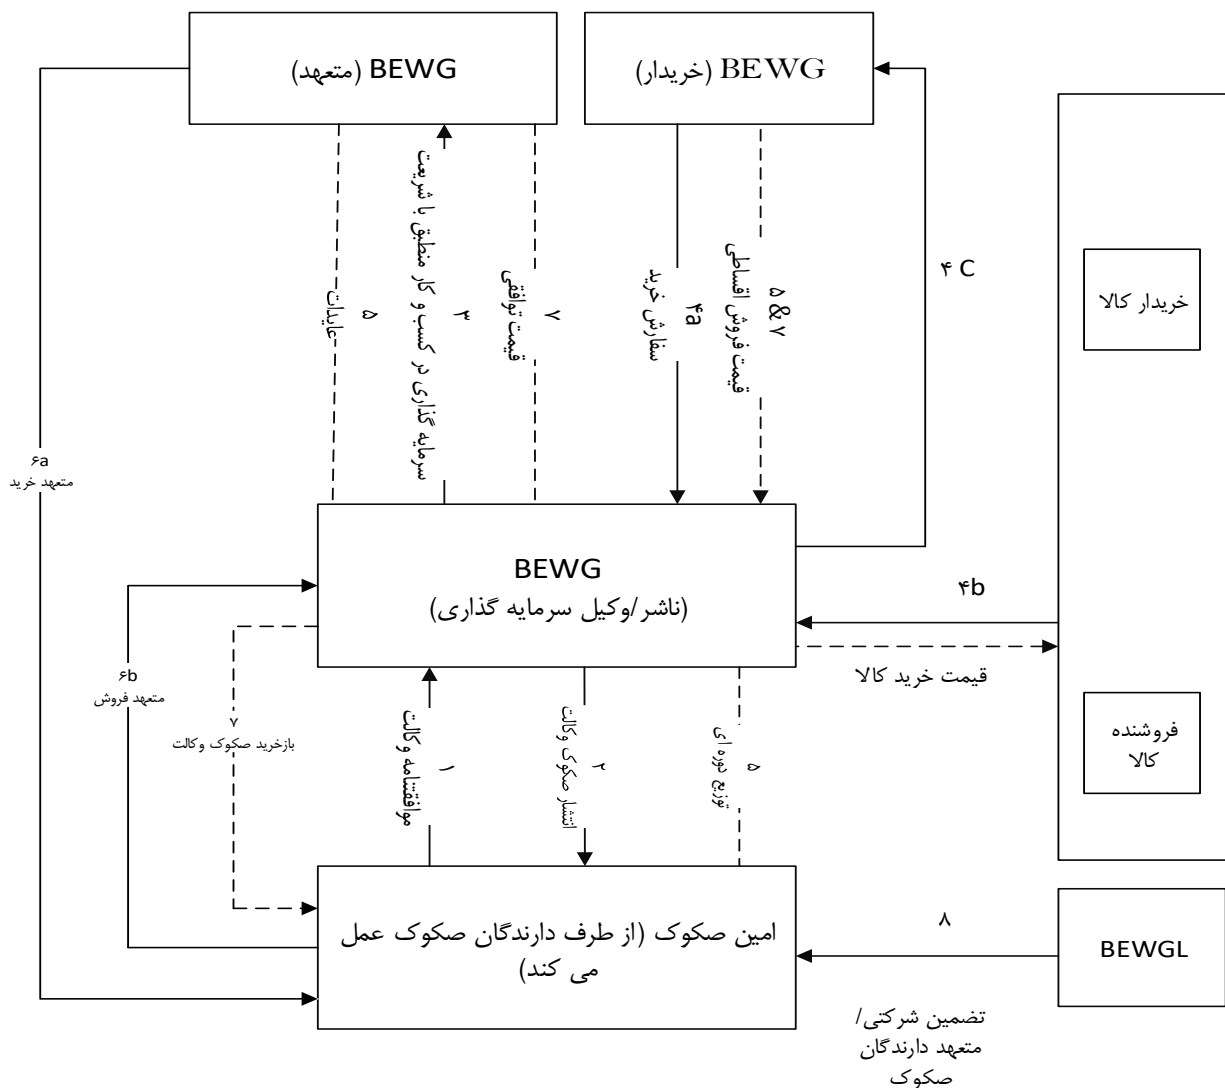 BEWG (متعهد)
BEWG (خریدار)
۵
عایدات
۳
سرمایه گذاری در کسب و کار منطبق با شریعت
۷
قیمت توافقی
۴a
سفارش خرید
۵ & ۷
قیمت فروش اقساطی
۴ C
خریدار کالا
۶a
متعهد خرید
BEWG
(ناشر/وکیل سرمایه گذاری)
۴b
قیمت خرید کالا
فروشنده
کالا
۶b
متعهد فروش
۷
بازخرید صکوک وکالت
۱
موافقتنامه وکالت
۲
انتشار صکوک وکالت
۵
توزیع دوره ای
امین صکوک (از طرف دارندگان صکوک عمل
می کند)
۸
BEWGL
تضمین شرکتی/
متعهد دارندگان
صکوک